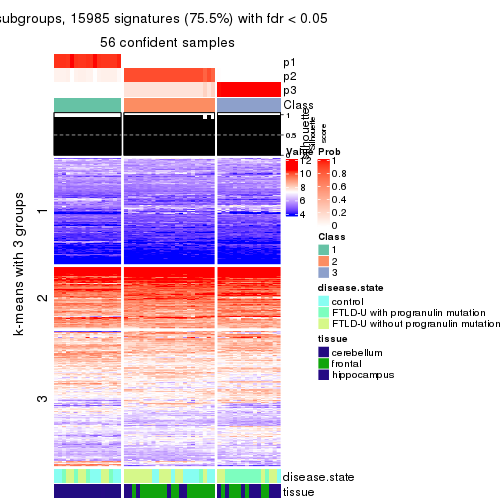 subgroups, 15985 signatures (75.5%) with fdr < 0.05
56 confident samples
p1
p2
p3
Class
1
0.5
silhouette
score
k-means with 3 groups
1
2
3
Value
12
10
8
6
4
Prob
1
0.8
0.6
0.4
0.2
0
Class
1
2
3
disease.state
control
FTLD-U with progranulin mutation
FTLD-U without progranulin mutation
tissue
cerebellum
frontal
hippocampus
disease.state
tissue